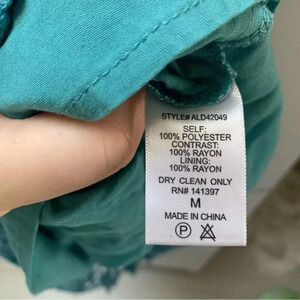 STYLE# ALD42049
SELF:
100% POLYESTER
CONTRAST:
100% RAYON
LINING:
100% RAYON
DRY CLEAN ONLY
RN# 141397
M
MADE IN CHINA
P